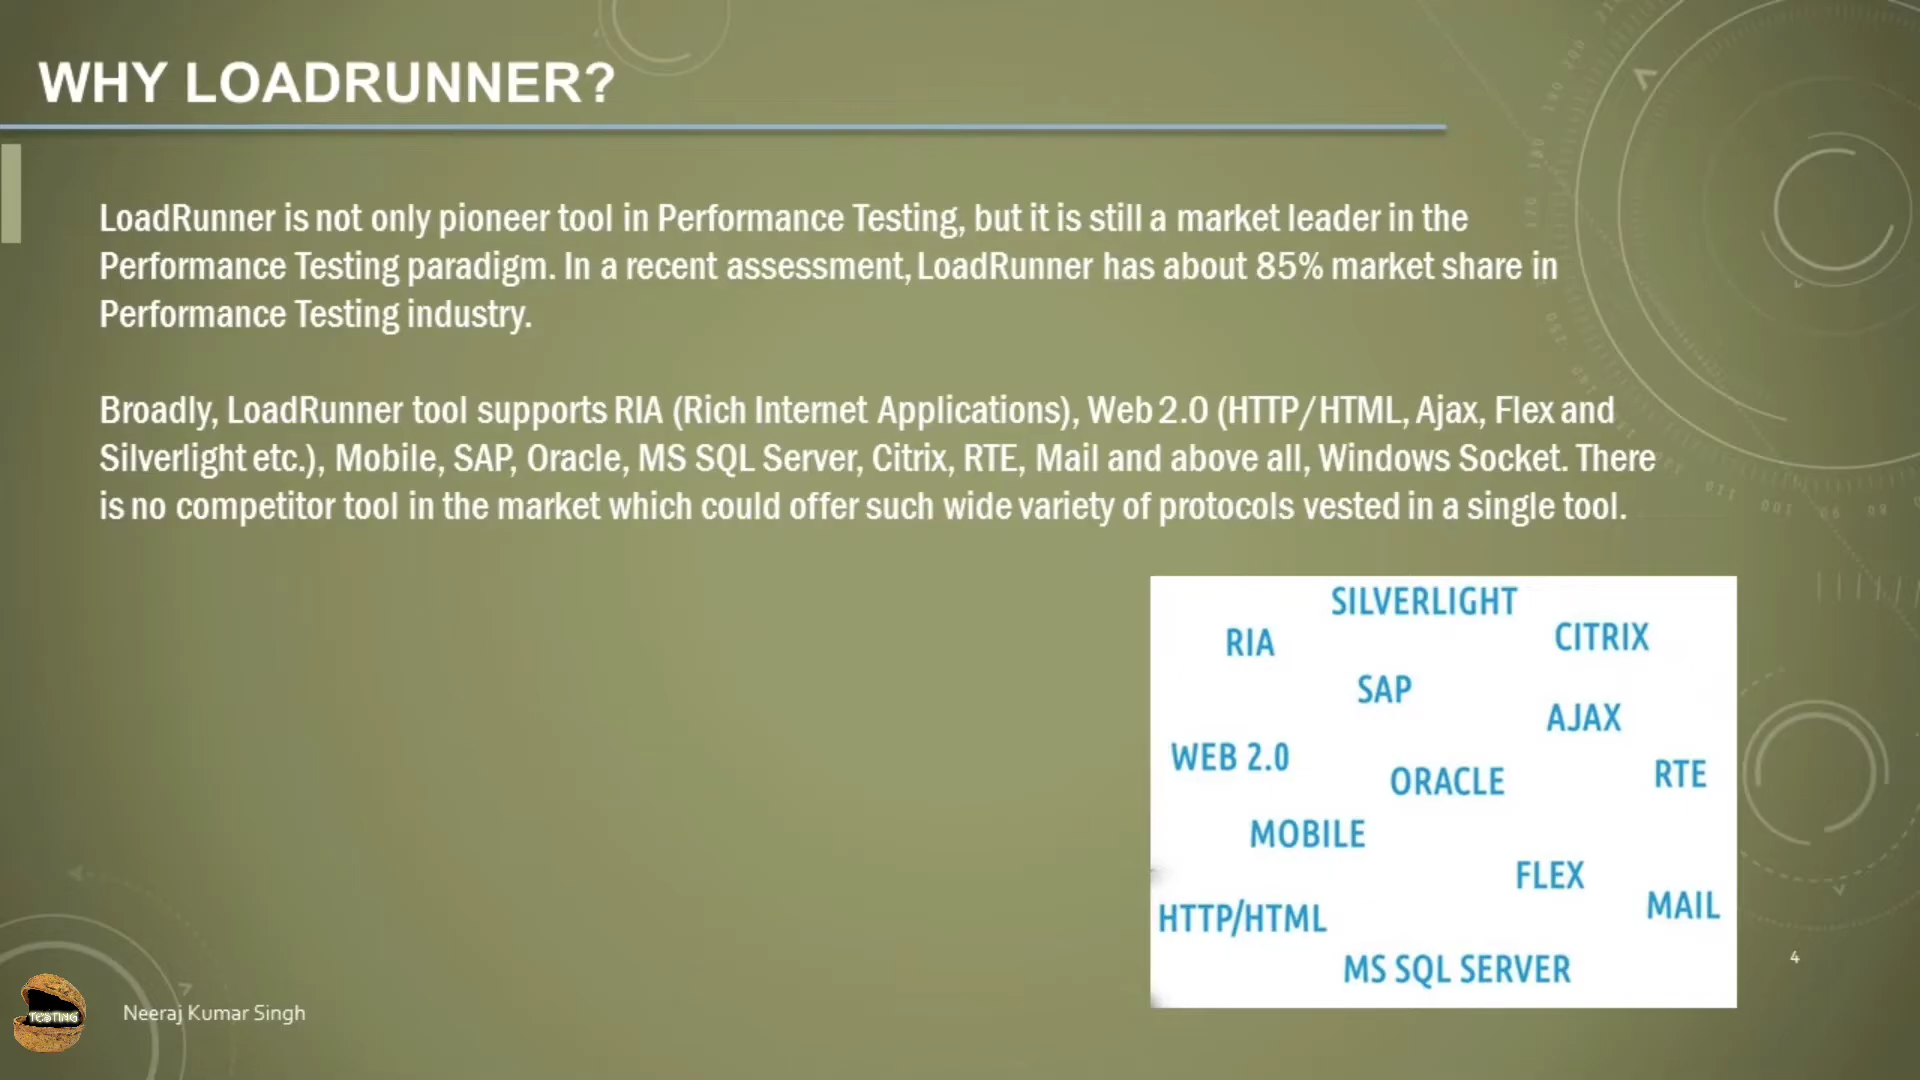 WHY LOADRUNNER?
LoadRunner is not only pioneer tool in Performance Testing, but it is still a market leader in the
Performance Testing paradigm. In a recent assessment, LoadRunner has about 85% market share in
Performance Testing industry.
Broadly, LoadRunner tool supports RIA (Rich Internet Applications), Web 2.0 (HTTP/HTML, Ajax, Flex and
Silverlight etc.), Mobile, SAP, Oracle, MS SQL Server, Citrix, RTE, Mail and above all, Windows Socket. There
is no competitor tool in the market which could offer such wide variety of protocols vested in a single tool.
SILVERLIGHT
RIA
CITRIX
SAP
AJAX
WEB 2.0
ORACLE
RTE
MOBILE
FLEX
MAIL
HTTP/HTML
MS SQL SERVER
4
TESTING
Neeraj Kumar Singh